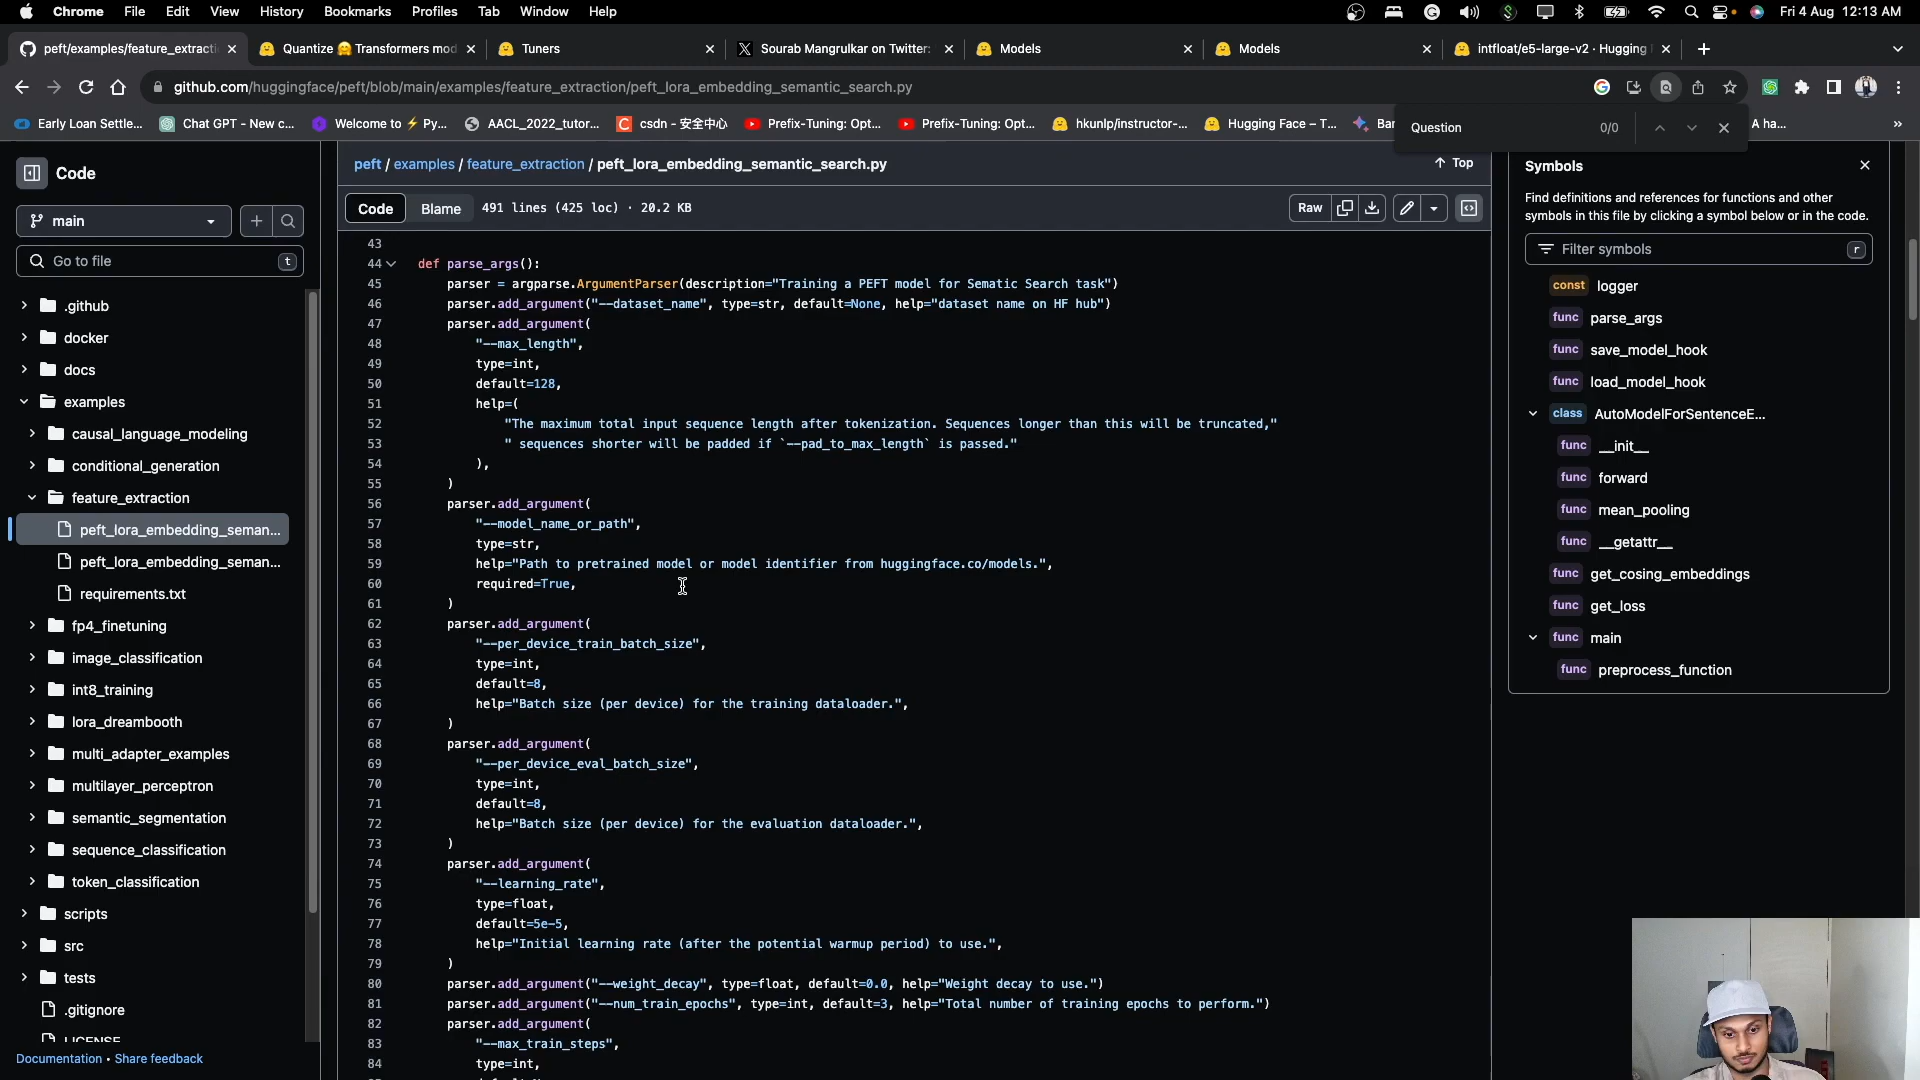 Chrome File Edit View History Bookmarks Profiles Tab Window Help Fri 4 Aug 12:13 AM
peft/examples/feature_extracti Quantize 🤗 Transformers mod Tuners Sourab Mangrulkar on Twitter: Models Models intfloat/e5-large-v2 · Hugging
github.com/huggingface/peft/blob/main/examples/feature_extraction/peft_lora_embedding_semantic_search.py
Early Loan Settle... Chat GPT - New c... Welcome to ⚡ Py... AACL_2022_tutor... csdn - 安全中心 Prefix-Tuning: Opt... Prefix-Tuning: Opt... hkunlp/instructor-... Hugging Face – T... Bar A ha... »
Question 0/0
Code
main
Go to file t
.github
docker
docs
examples
causal_language_modeling
conditional_generation
feature_extraction
peft_lora_embedding_seman...
peft_lora_embedding_seman...
requirements.txt
fp4_finetuning
image_classification
int8_training
lora_dreambooth
multi_adapter_examples
multilayer_perceptron
semantic_segmentation
sequence_classification
token_classification
scripts
src
tests
.gitignore
LICENSE
Documentation • Share feedback
peft / examples / feature_extraction / peft_lora_embedding_semantic_search.py ↑ Top
Code Blame 491 lines (425 loc) · 20.2 KB Raw
43
44 def parse_args():
45 parser = argparse.ArgumentParser(description="Training a PEFT model for Sematic Search task")
46 parser.add_argument("--dataset_name", type=str, default=None, help="dataset name on HF hub")
47 parser.add_argument(
48 "--max_length",
49 type=int,
50 default=128,
51 help=(
52 "The maximum total input sequence length after tokenization. Sequences longer than this will be truncated,"
53 " sequences shorter will be padded if `--pad_to_max_length` is passed."
54 ),
55 )
56 parser.add_argument(
57 "--model_name_or_path",
58 type=str,
59 help="Path to pretrained model or model identifier from huggingface.co/models.",
60 required=True,
61 )
62 parser.add_argument(
63 "--per_device_train_batch_size",
64 type=int,
65 default=8,
66 help="Batch size (per device) for the training dataloader.",
67 )
68 parser.add_argument(
69 "--per_device_eval_batch_size",
70 type=int,
71 default=8,
72 help="Batch size (per device) for the evaluation dataloader.",
73 )
74 parser.add_argument(
75 "--learning_rate",
76 type=float,
77 default=5e-5,
78 help="Initial learning rate (after the potential warmup period) to use.",
79 )
80 parser.add_argument("--weight_decay", type=float, default=0.0, help="Weight decay to use.")
81 parser.add_argument("--num_train_epochs", type=int, default=3, help="Total number of training epochs to perform.")
82 parser.add_argument(
83 "--max_train_steps",
84 type=int,
Symbols
Find definitions and references for functions and other
symbols in this file by clicking a symbol below or in the code.
Filter symbols r
const logger
func parse_args
func save_model_hook
func load_model_hook
class AutoModelForSentenceE...
func __init__
func forward
func mean_pooling
func __getattr__
func get_cosing_embeddings
func get_loss
func main
func preprocess_function